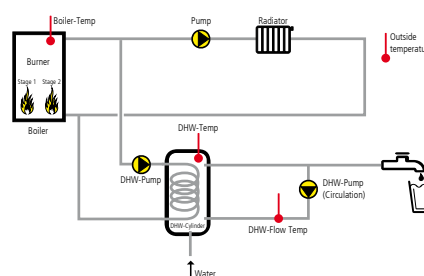 Boiler-Temp
Pump
Radiator
Outside
Burner
Stage 1
Stage 2
Boiler
DHW-Temp
DHW-Pump
DHW-Pump
(Circulation)
DHW-Cylinder
DHW-Flow Temp
Water